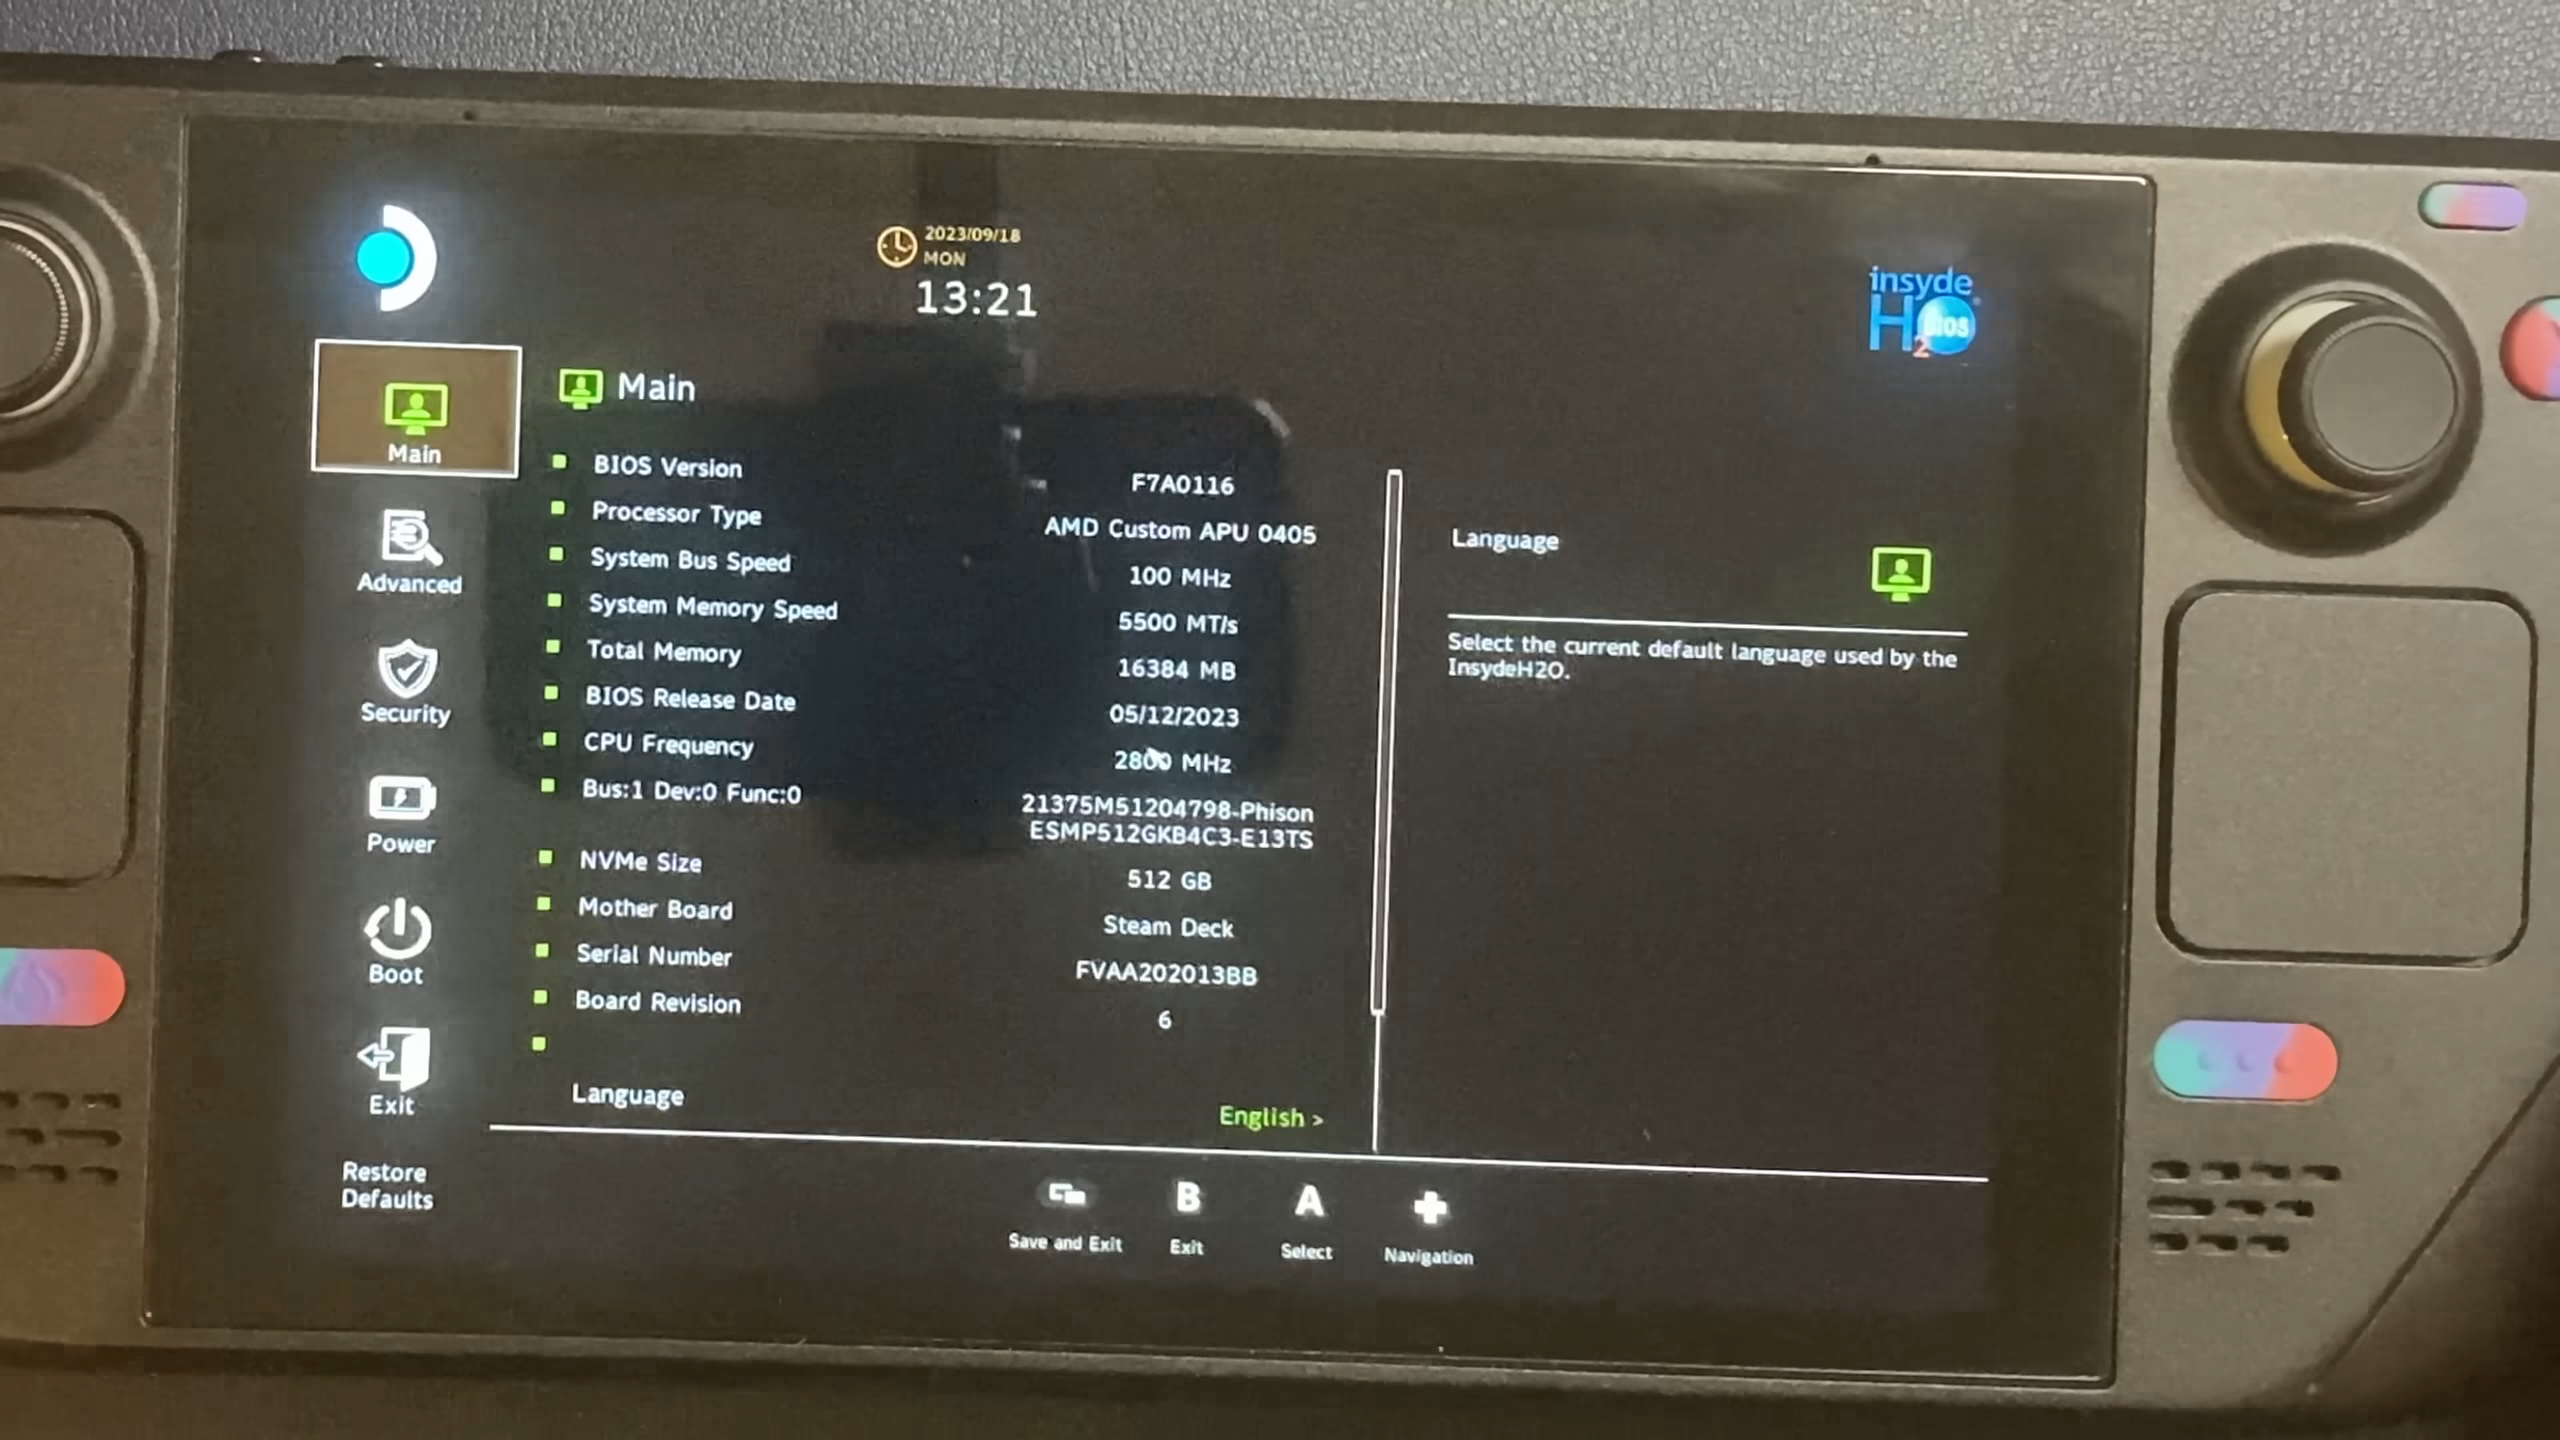 2023/09/18
MON
13:21
insyde
H2
BIOS
Main
Advanced
Security
Power
Boot
Exit
Restore
Defaults
Main
BIOS Version F7A0116
Processor Type AMD Custom APU 0405
System Bus Speed 100 MHz
System Memory Speed 5500 MT/s
Total Memory 16384 MB
BIOS Release Date 05/12/2023
CPU Frequency 2800 MHz
Bus:1 Dev:0 Func:0 21375M51204798-Phison
ESMP512GKB4C3-E13TS
NVMe Size 512 GB
Mother Board Steam Deck
Serial Number FVAA202013BB
Board Revision 6
Language English >
Language
Select the current default language used by the
InsydeH2O.
Save and Exit
B
Exit
A
Select
Navigation